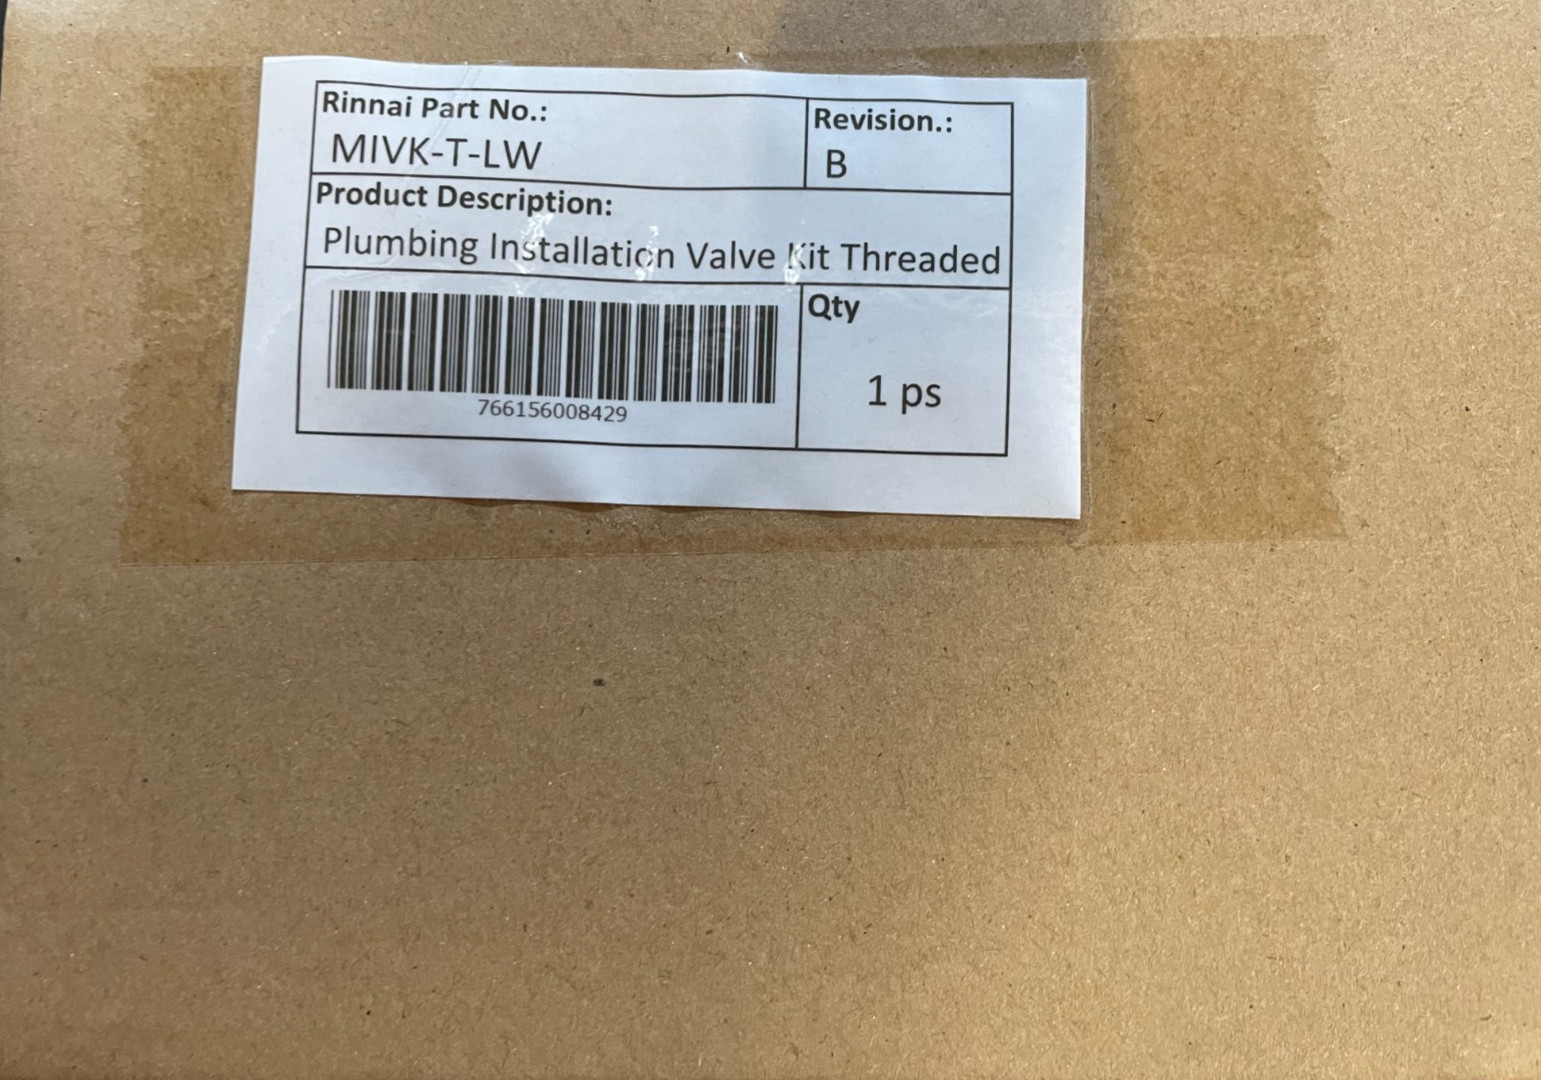 Rinnai Part No.:
MIVK-T-LW
Revision.:
B
Product Description:
Plumbing Installation Valve Kit Threaded
766156008429
Qty
1 ps